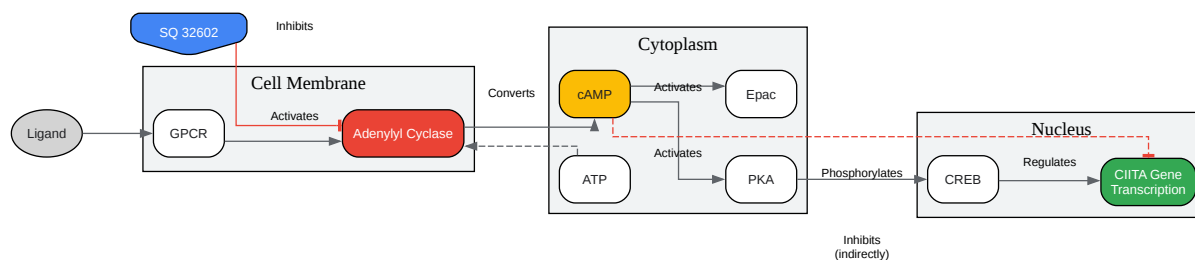 SQ 32602
Inhibits
Cell Membrane
Cytoplasm
Ligand
GPCR
Activates
Adenylyl Cyclase
Converts
cAMP
Activates
Epac
ATP
Activates
PKA
Phosphorylates
Nucleus
CREB
Regulates
CIITA Gene
Transcription
Inhibits
(indirectly)